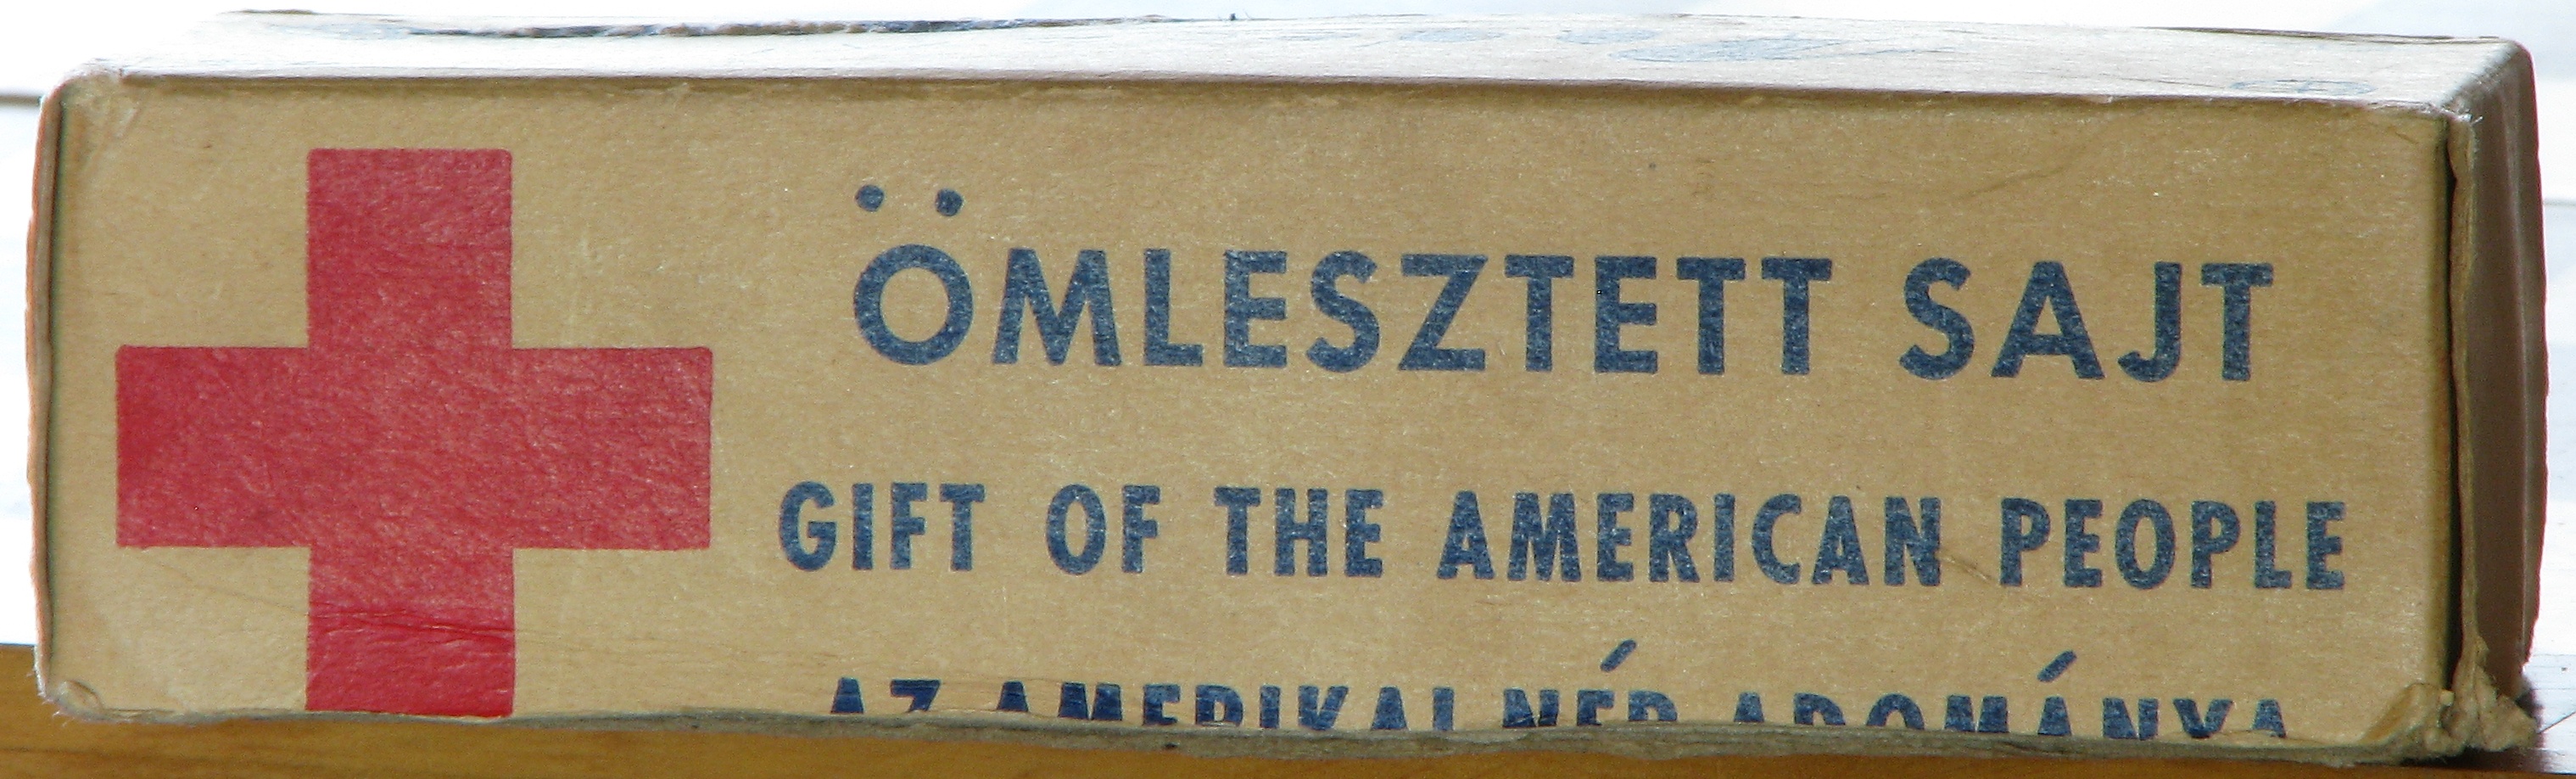 ÖMLESZTETT SAJT
GIFT OF THE AMERICAN PEOPLE
AZ AMERIKAI NÉP ADOMÁNYA